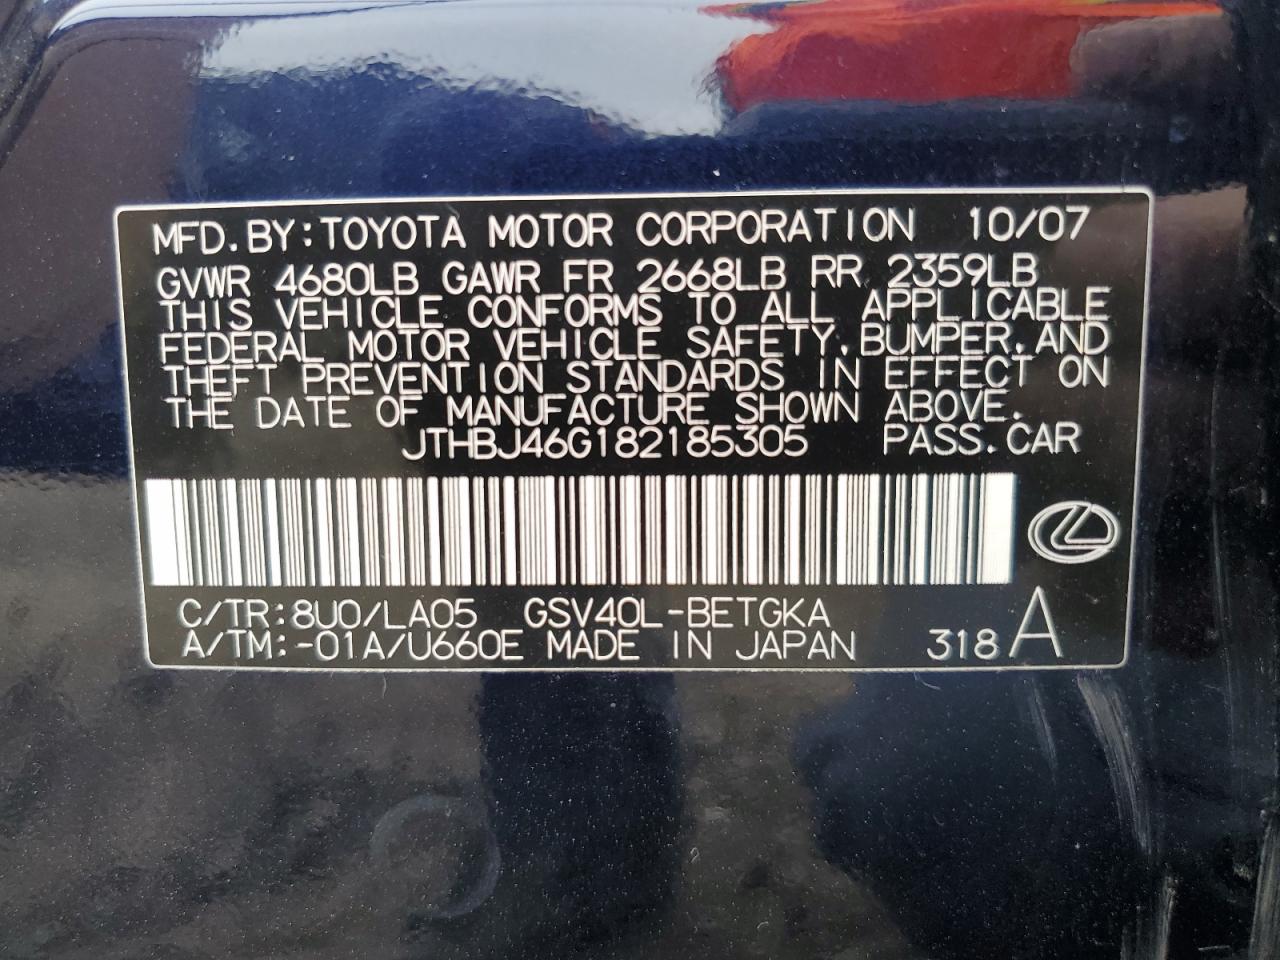 MFD.BY:TOYOTA MOTOR CORPORATION 10/07
GVWR 4680LB GAWR FR 2668LB RR 2359LB
THIS VEHICLE CONFORMS TO ALL APPLICABLE
FEDERAL MOTOR VEHICLE SAFETY,BUMPER,AND
THEFT PREVENTION STANDARDS IN EFFECT ON
THE DATE OF MANUFACTURE SHOWN ABOVE.
JTHBJ46G182185305 PASS.CAR
C/TR:8U0/LA05 GSV40L-BETGKA
A/TM:-01A/U660E MADE IN JAPAN 318 A